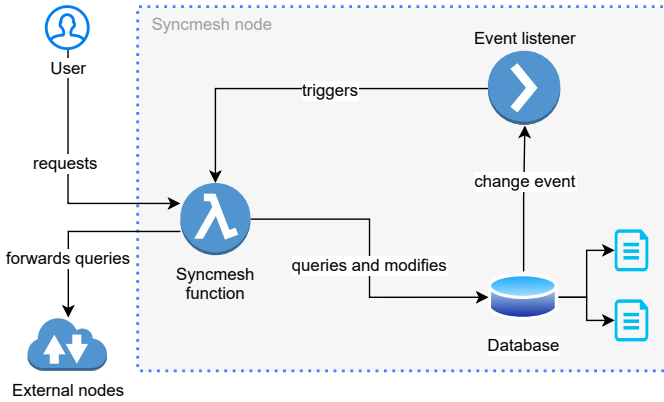 Syncmesh node
User
Event listener
triggers
requests
change event
forwards queries
Syncmesh
function
queries and modifies
Database
External nodes